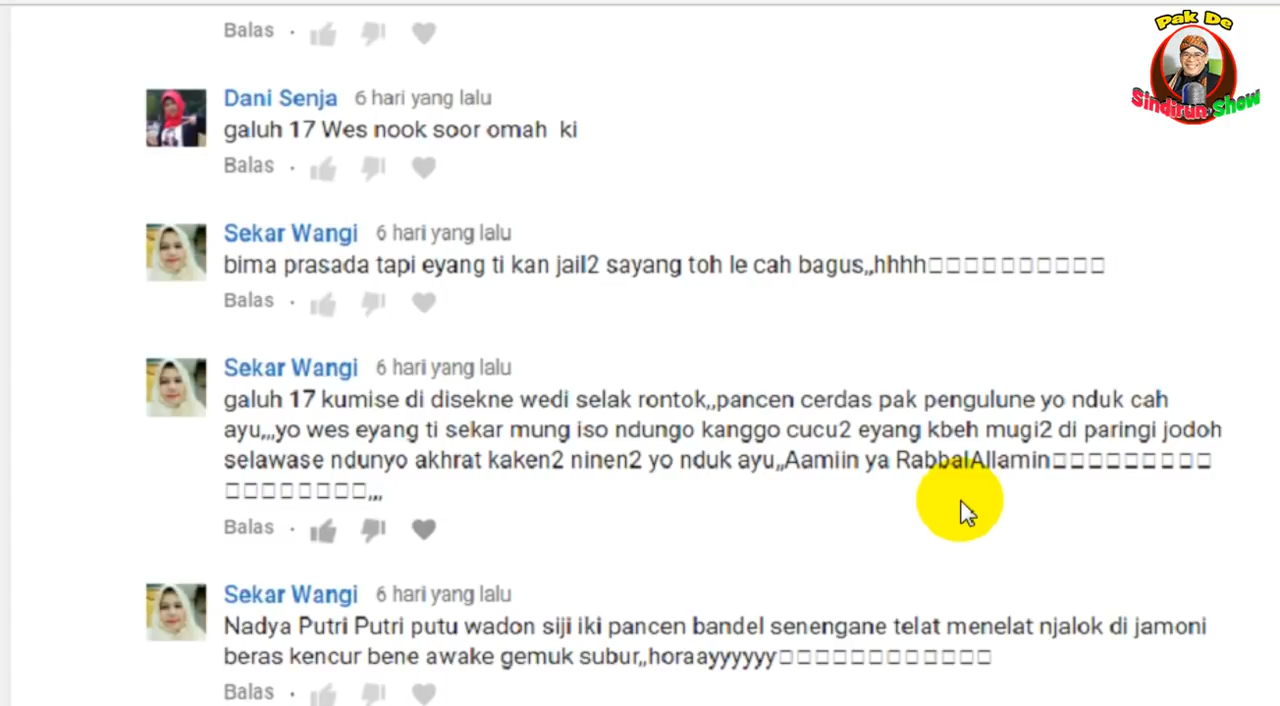 Balas
Pak De
Sindirun Show
Dani Senja 6 hari yang lalu
galuh 17 Wes nook soor omah ki
Balas
Sekar Wangi 6 hari yang lalu
bima prasada tapi eyang ti kan jail2 sayang toh le cah bagus,,hhhh□□□□□□□□□□
Balas
Sekar Wangi 6 hari yang lalu
galuh 17 kumise di disekne wedi selak rontok,,pancen cerdas pak pengulune yo nduk cah
ayu,,,yo wes eyang ti sekar mung iso ndungo kanggo cucu2 eyang kbeh mugi2 di paringi jodoh
selawase ndunyo akhrat kaken2 ninen2 yo nduk ayu,,Aamiin ya RabbalAllamin□□□□□□□□□
□□□□□□□□,,,
Balas
Sekar Wangi 6 hari yang lalu
Nadya Putri Putri putu wadon siji iki pancen bandel senengane telat menelat njalok di jamoni
beras kencur bene awake gemuk subur,,horaayyyyyy□□□□□□□□□□□□
Balas